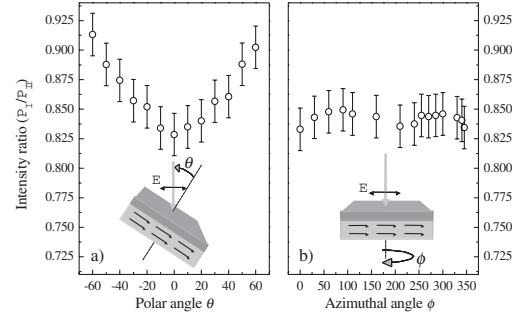 Intensity ratio (P_I/P_II)
0.925
0.900
0.875
0.850
0.825
0.800
0.775
0.750
0.725
θ
E
a)
-60 -40 -20 0 20 40 60
Polar angle θ
E
b)
ϕ
0 50 100 150 200 250 300 350
Azimuthal angle ϕ
0.925
0.900
0.875
0.850
0.825
0.800
0.775
0.750
0.725